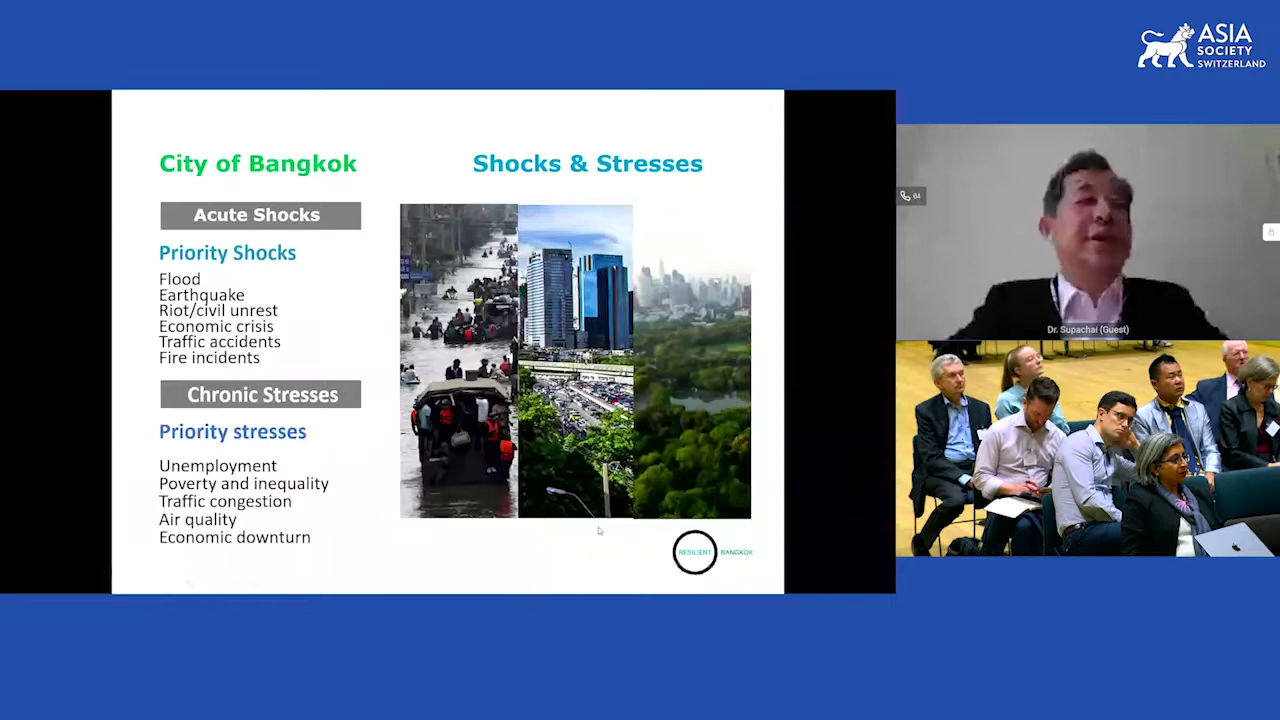 ASIA
SOCIETY
SWITZERLAND
City of Bangkok
Shocks & Stresses
Acute Shocks
Priority Shocks
Flood
Earthquake
Riot/civil unrest
Economic crisis
Traffic accidents
Fire incidents
Chronic Stresses
Priority stresses
Unemployment
Poverty and inequality
Traffic congestion
Air quality
Economic downturn
RESILIENT BANGKOK
64
Dr. Supachai (Guest)